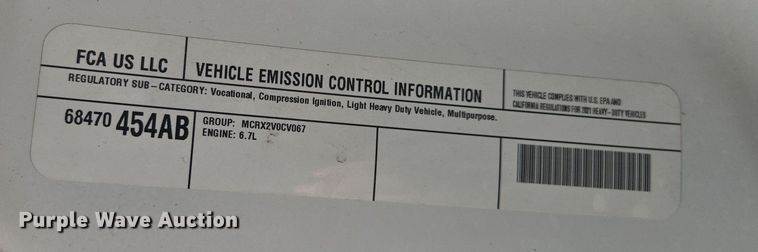 FCA US LLC
VEHICLE EMISSION CONTROL INFORMATION
THIS VEHICLE COMPLIES WITH U.S. EPA AND
CALIFORNIA REGULATIONS FOR 2021 HEAVY-DUTY VEHICLES
REGULATORY SUB-CATEGORY: Vocational, Compression Ignition, Light Heavy Duty Vehicle, Multipurpose.
68470 454AB
GROUP: MCRX2V0CV067
ENGINE: 6.7L
Purple Wave Auction